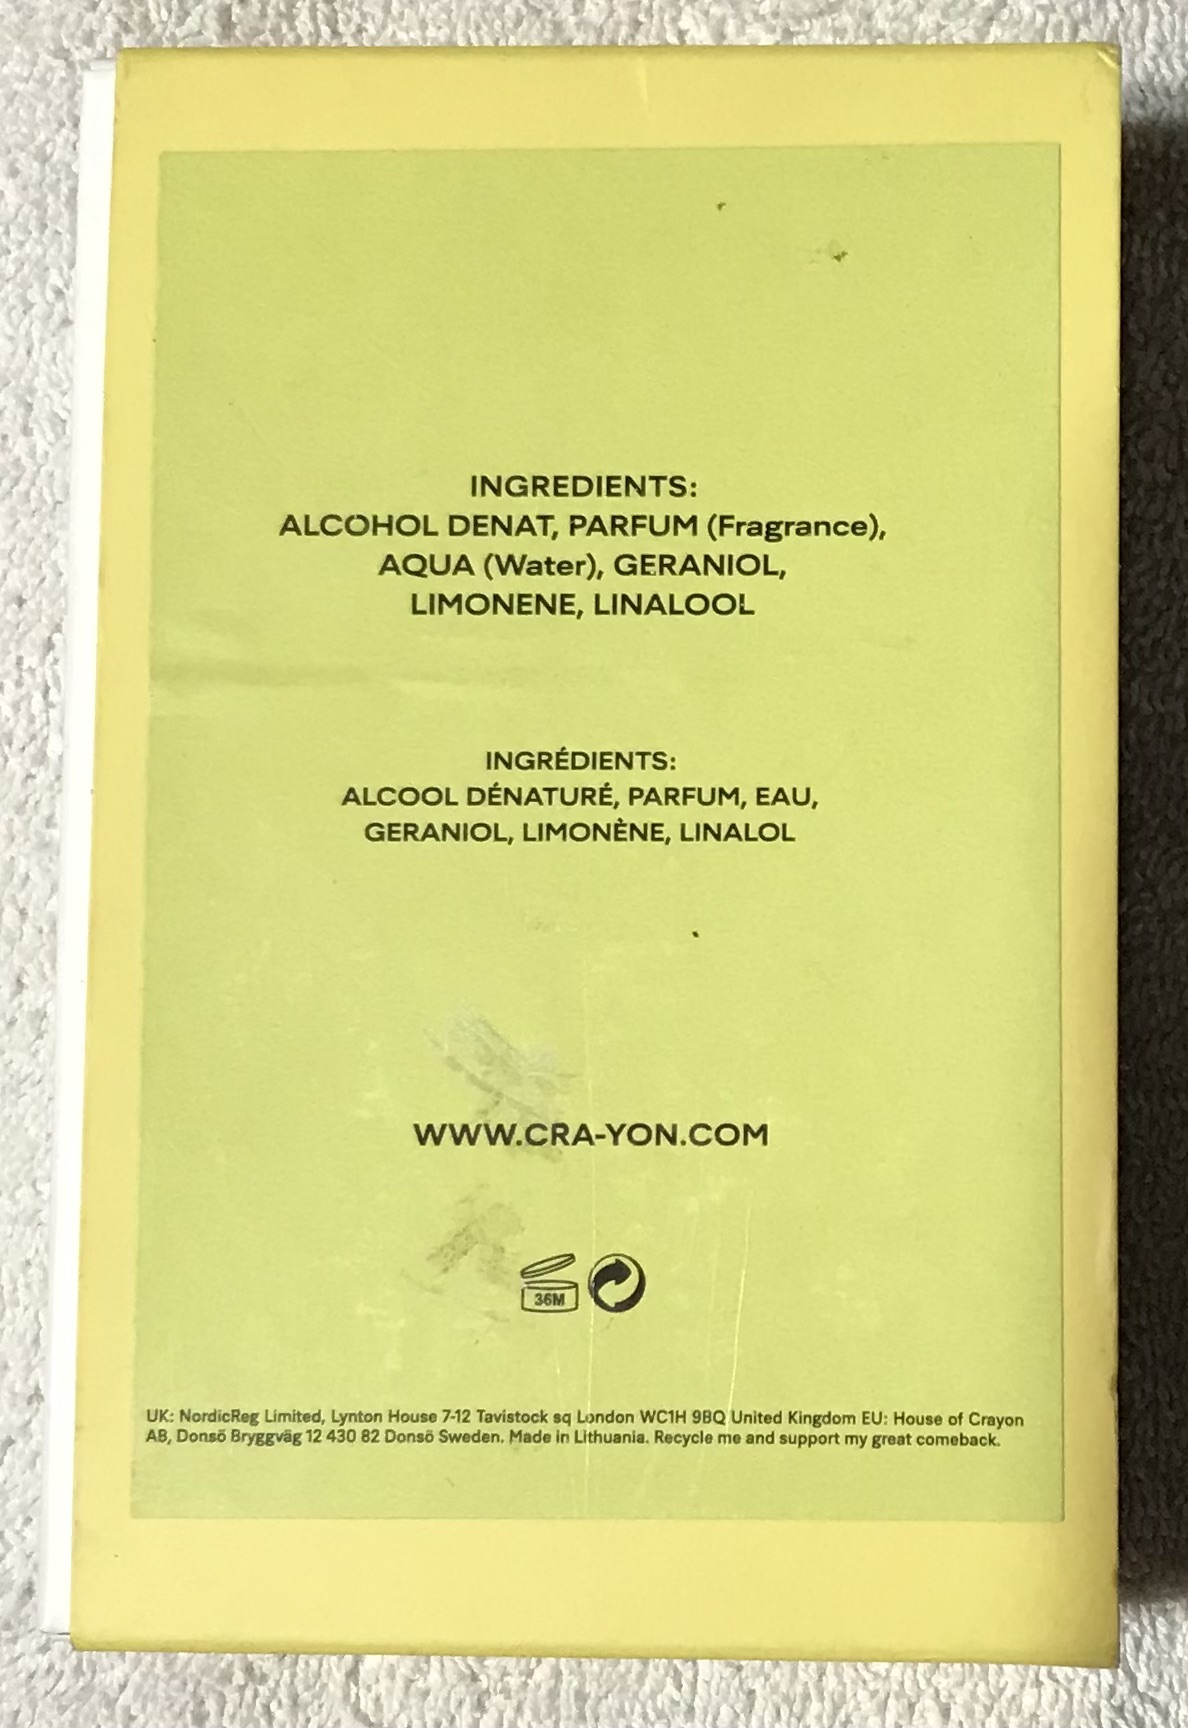 INGREDIENTS:
ALCOHOL DENAT, PARFUM (Fragrance),
AQUA (Water), GERANIOL,
LIMONENE, LINALOOL
INGRÉDIENTS:
ALCOOL DÉNATURÉ, PARFUM, EAU,
GERANIOL, LIMONÈNE, LINALOL
WWW.CRA-YON.COM
36M
UK: NordicReg Limited, Lynton House 7-12 Tavistock sq London WC1H 9BQ United Kingdom EU: House of Crayon
AB, Donsö Bryggväg 12 430 82 Donsö Sweden. Made in Lithuania. Recycle me and support my great comeback.